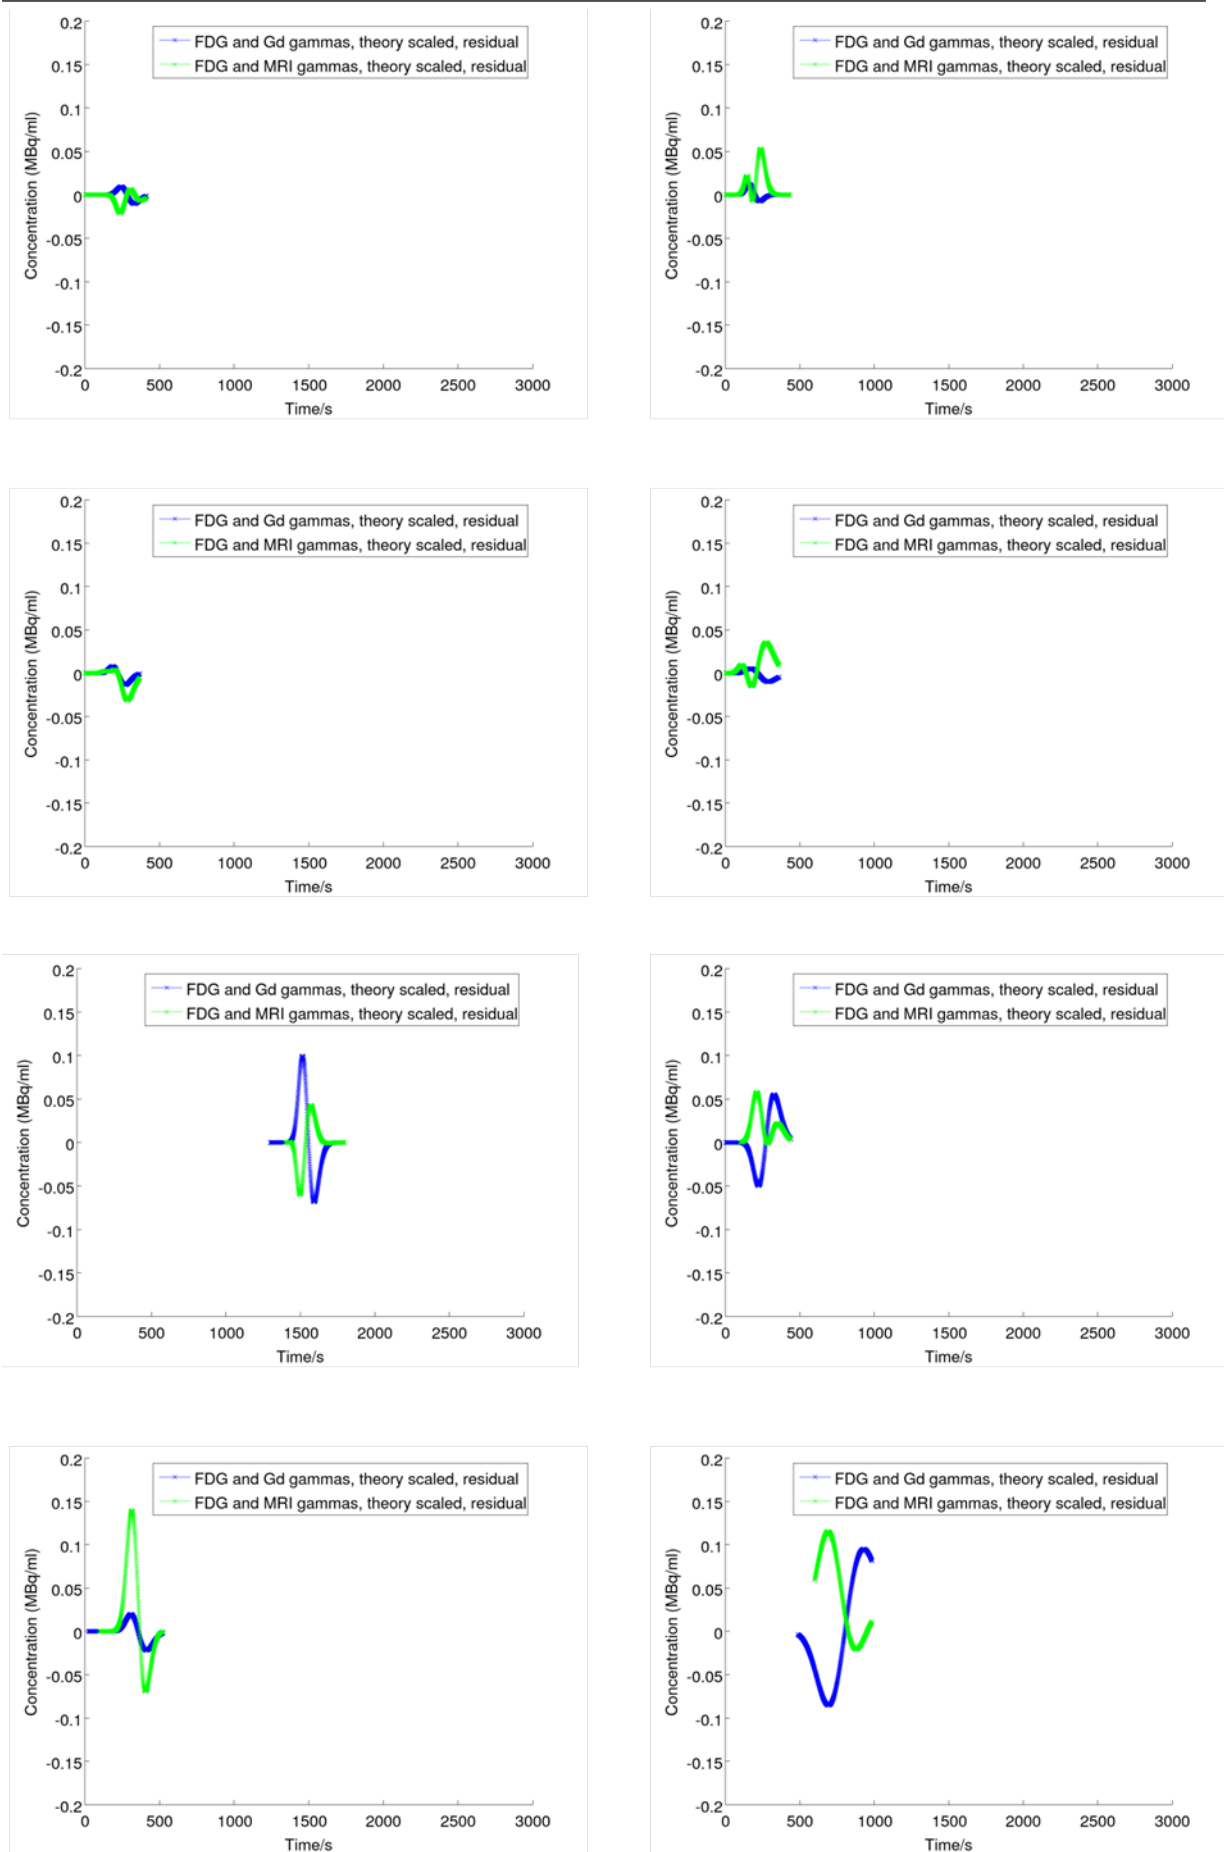 0.2
0.15
0.1
0.05
0
-0.05
-0.1
-0.15
-0.2
0 500 1000 1500 2000 2500 3000
Time/s
Concentration (MBq/ml)
FDG and Gd gammas, theory scaled, residual
FDG and MRI gammas, theory scaled, residual
0.2
0.15
0.1
0.05
0
-0.05
-0.1
-0.15
-0.2
0 500 1000 1500 2000 2500 3000
Time/s
Concentration (MBq/ml)
FDG and Gd gammas, theory scaled, residual
FDG and MRI gammas, theory scaled, residual
0.2
0.15
0.1
0.05
0
-0.05
-0.1
-0.15
-0.2
0 500 1000 1500 2000 2500 3000
Time/s
Concentration (MBq/ml)
FDG and Gd gammas, theory scaled, residual
FDG and MRI gammas, theory scaled, residual
0.2
0.15
0.1
0.05
0
-0.05
-0.1
-0.15
-0.2
0 500 1000 1500 2000 2500 3000
Time/s
Concentration (MBq/ml)
FDG and Gd gammas, theory scaled, residual
FDG and MRI gammas, theory scaled, residual
0.2
0.15
0.1
0.05
0
-0.05
-0.1
-0.15
-0.2
0 500 1000 1500 2000 2500 3000
Time/s
Concentration (MBq/ml)
FDG and Gd gammas, theory scaled, residual
FDG and MRI gammas, theory scaled, residual
0.2
0.15
0.1
0.05
0
-0.05
-0.1
-0.15
-0.2
0 500 1000 1500 2000 2500 3000
Time/s
Concentration (MBq/ml)
FDG and Gd gammas, theory scaled, residual
FDG and MRI gammas, theory scaled, residual
0.2
0.15
0.1
0.05
0
-0.05
-0.1
-0.15
-0.2
0 500 1000 1500 2000 2500 3000
Time/s
Concentration (MBq/ml)
FDG and Gd gammas, theory scaled, residual
FDG and MRI gammas, theory scaled, residual
0.2
0.15
0.1
0.05
0
-0.05
-0.1
-0.15
-0.2
0 500 1000 1500 2000 2500 3000
Time/s
Concentration (MBq/ml)
FDG and Gd gammas, theory scaled, residual
FDG and MRI gammas, theory scaled, residual